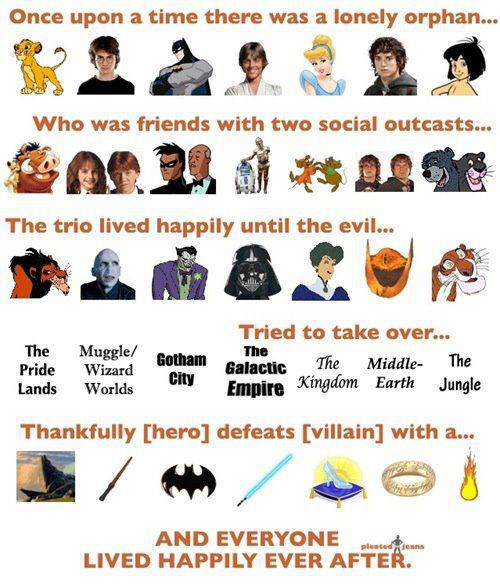 Once upon a time there was a lonely orphan...
Who was friends with two social outcasts...
The trio lived happily until the evil...
Tried to take over...
The Pride Lands
Muggle/ Wizard Worlds
Gotham City
The Galactic Empire
The Kingdom
Middle- Earth
The Jungle
Thankfully [hero] defeats [villain] with a...
AND EVERYONE
pleated jeans
LIVED HAPPILY EVER AFTER.